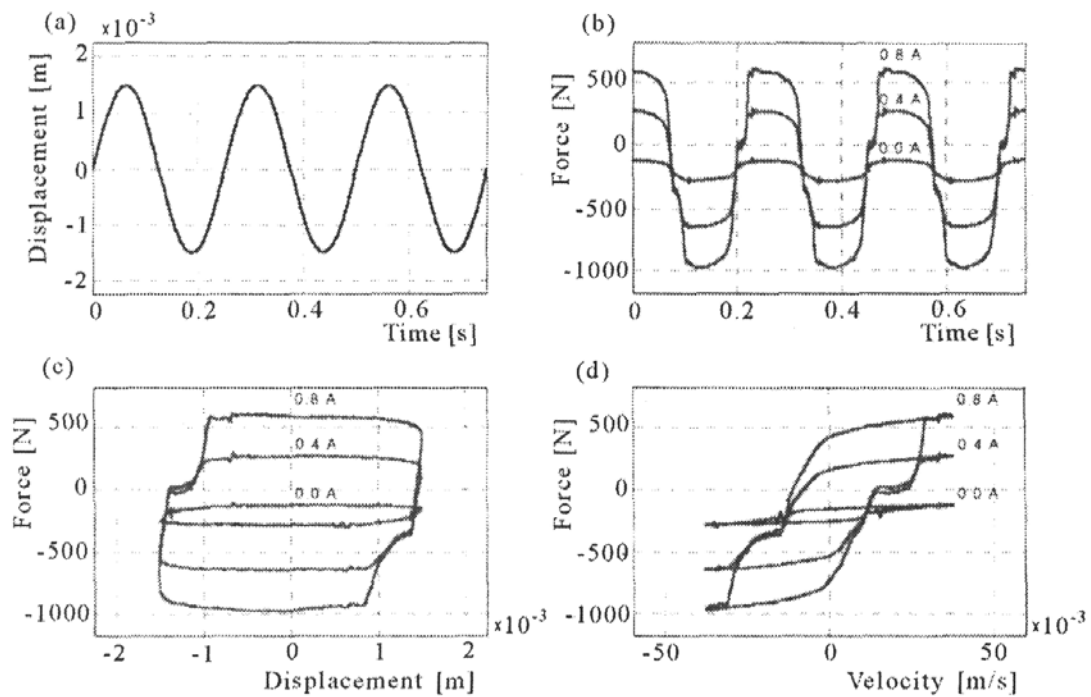 (a)
×10⁻³
Displacement [m]
2
1
0
-1
-2
0
0.2
0.4
0.6
Time [s]
(b)
Force [N]
500
0
-500
-1000
0.8 A
0.4 A
0.0 A
0
0.2
0.4
0.6
Time [s]
(c)
Force [N]
500
0
-500
-1000
0.8 A
0.4 A
0.0 A
-2
-1
0
1
2
×10⁻³
Displacement [m]
(d)
Force [N]
500
0
-500
-1000
0.8 A
0.4 A
0.0 A
-50
0
50
×10⁻³
Velocity [m/s]